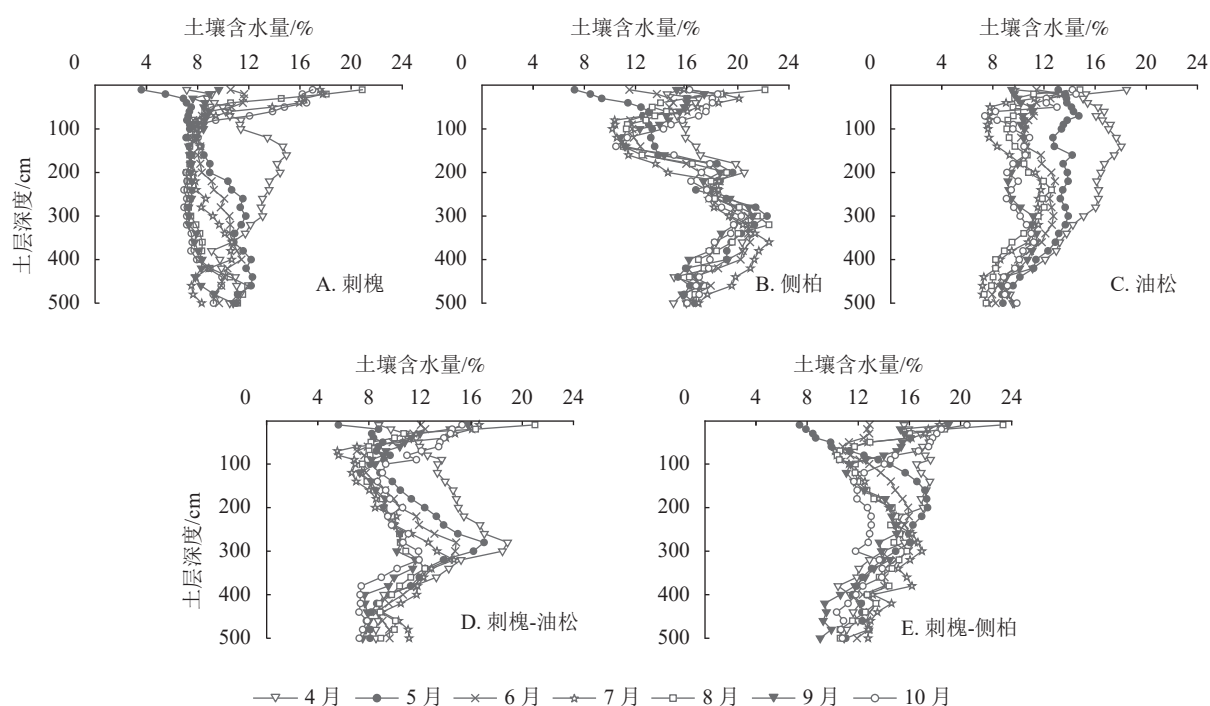 土壤含水量/% 土壤含水量/% 土壤含水量/%
0 4 8 12 16 20 24 0 4 8 12 16 20 24 0 4 8 12 16 20 24
土层深度/cm
100 100 100
200 200 200
300 300 300
400 400 400
500 500 500
A. 刺槐 B. 侧柏 C. 油松
土壤含水量/% 土壤含水量/%
0 4 8 12 16 20 24 0 4 8 12 16 20 24
土层深度/cm
100 100
200 200
300 300
400 400
500 500
D. 刺槐-油松 E. 刺槐-侧柏
4 月 5 月 6 月 7 月 8 月 9 月 10 月